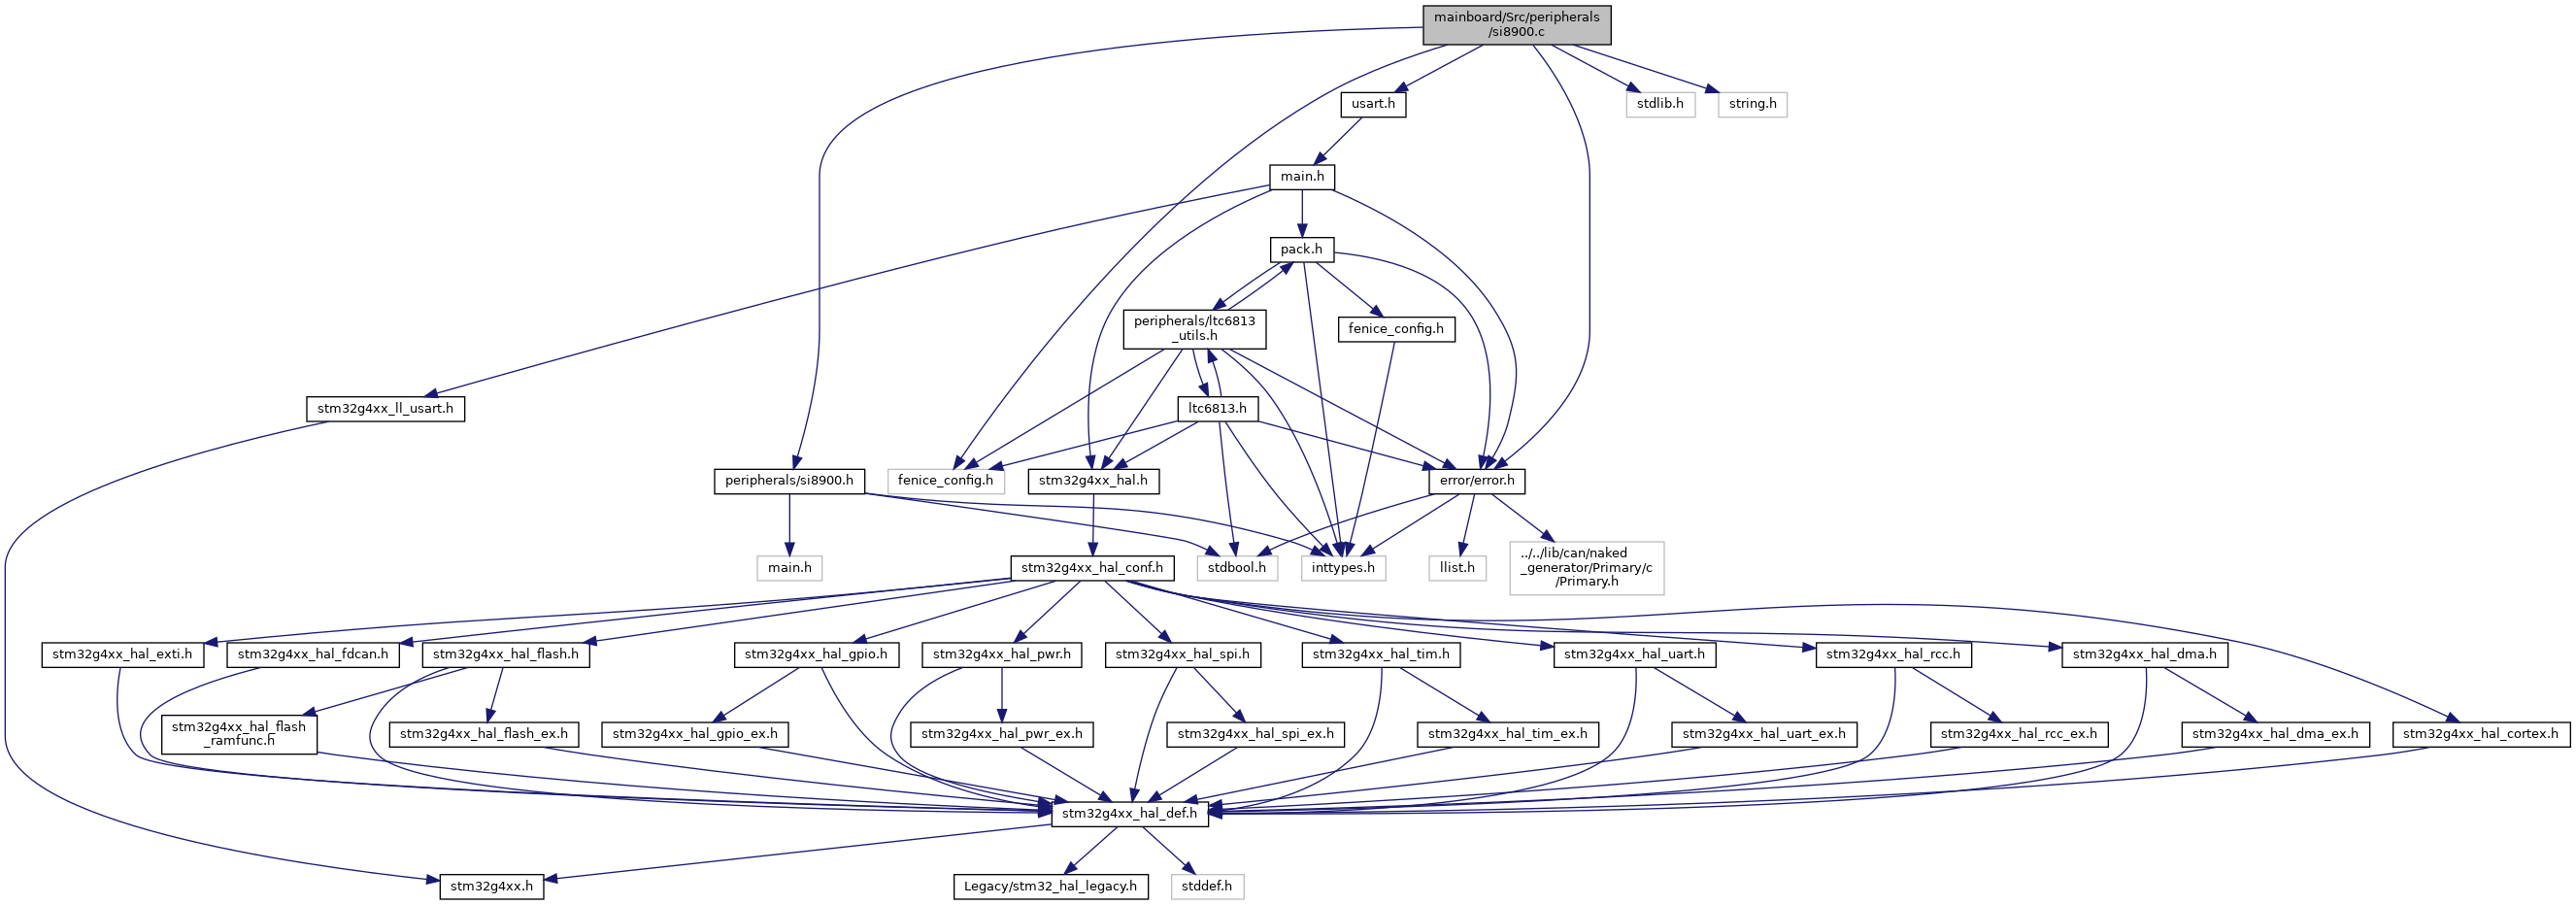 mainboard/Src/peripherals
/si8900.c
usart.h
stdlib.h
string.h
main.h
pack.h
peripherals/ltc6813
_utils.h
fenice_config.h
stm32g4xx_ll_usart.h
ltc6813.h
peripherals/si8900.h
fenice_config.h
stm32g4xx_hal.h
error/error.h
main.h
stm32g4xx_hal_conf.h
stdbool.h
inttypes.h
llist.h
../../lib/can/naked
_generator/Primary/c
/Primary.h
stm32g4xx_hal_exti.h
stm32g4xx_hal_fdcan.h
stm32g4xx_hal_flash.h
stm32g4xx_hal_gpio.h
stm32g4xx_hal_pwr.h
stm32g4xx_hal_spi.h
stm32g4xx_hal_tim.h
stm32g4xx_hal_uart.h
stm32g4xx_hal_rcc.h
stm32g4xx_hal_dma.h
stm32g4xx_hal_flash
_ramfunc.h
stm32g4xx_hal_flash_ex.h
stm32g4xx_hal_gpio_ex.h
stm32g4xx_hal_pwr_ex.h
stm32g4xx_hal_spi_ex.h
stm32g4xx_hal_tim_ex.h
stm32g4xx_hal_uart_ex.h
stm32g4xx_hal_rcc_ex.h
stm32g4xx_hal_dma_ex.h
stm32g4xx_hal_cortex.h
stm32g4xx_hal_def.h
stm32g4xx.h
Legacy/stm32_hal_legacy.h
stddef.h